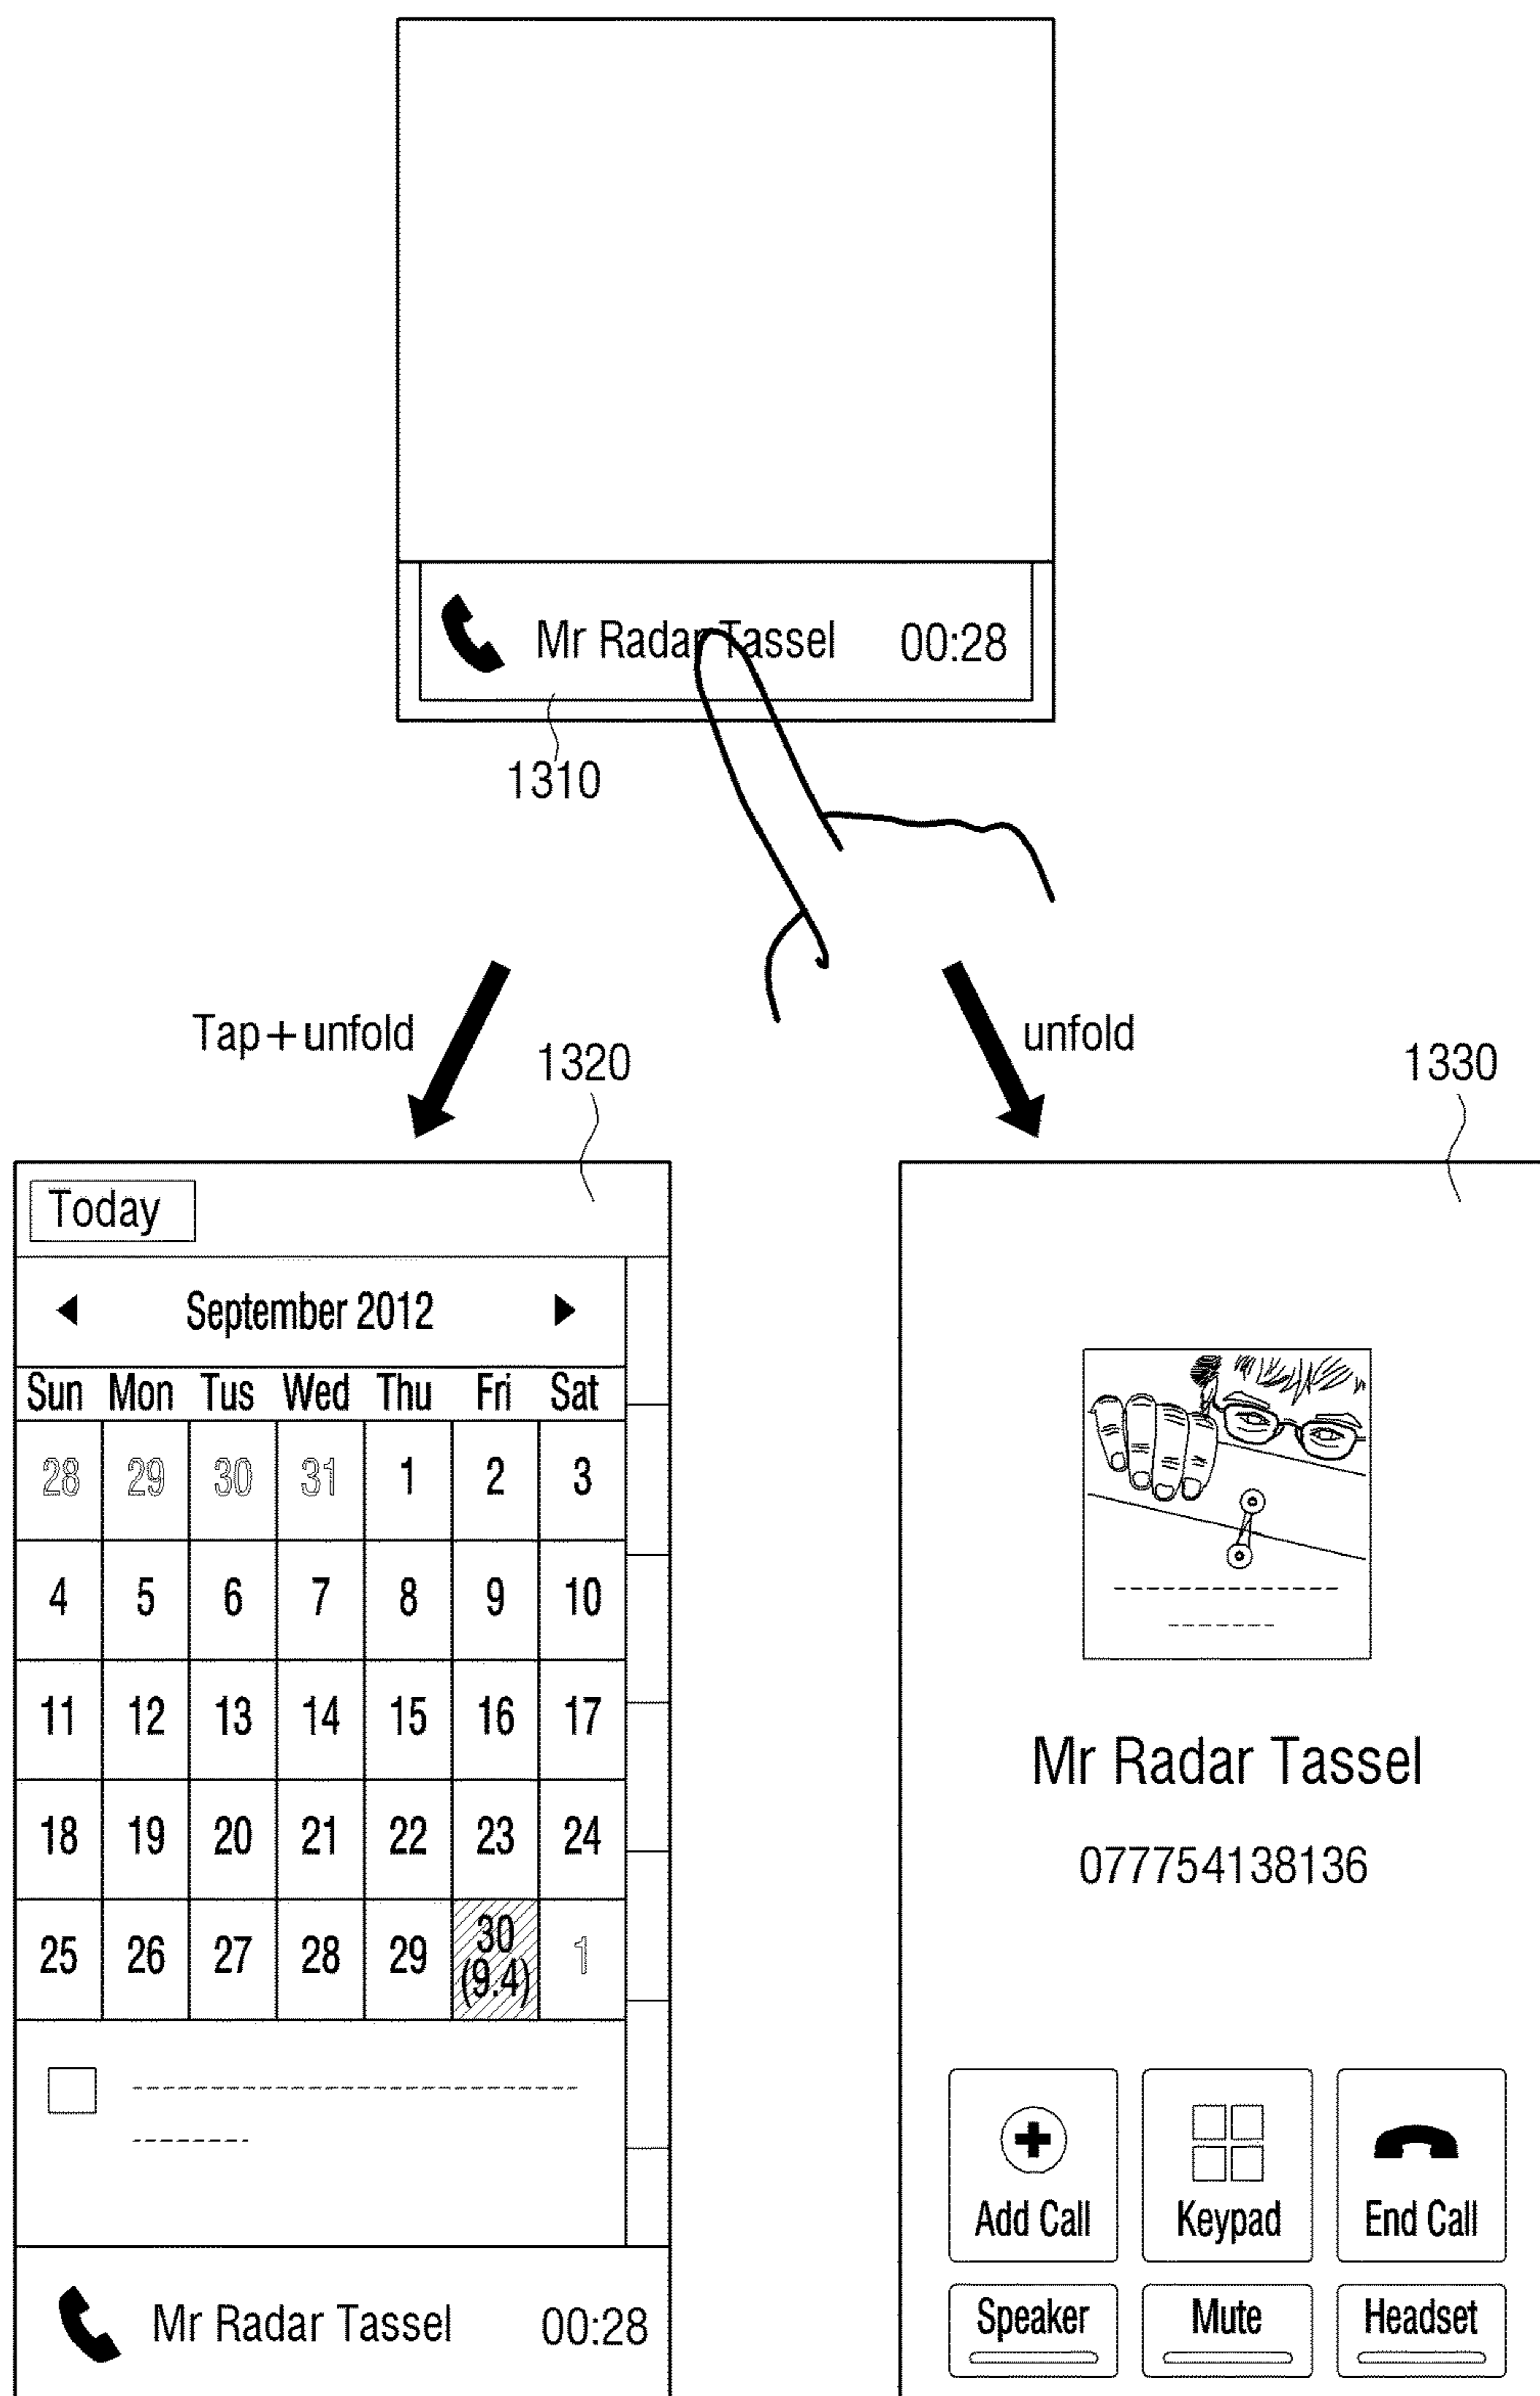 Mr Radar Tassel 00:28
1310
Tap+unfold
unfold
1320
1330
Today
September 2012
Sun Mon Tus Wed Thu Fri Sat
28 29 30 31 1 2 3
4 5 6 7 8 9 10
11 12 13 14 15 16 17
18 19 20 21 22 23 24
25 26 27 28 29 30 1
(9.4)
Mr Radar Tassel 00:28
Mr Radar Tassel
077754138136
Add Call Keypad End Call
Speaker Mute Headset